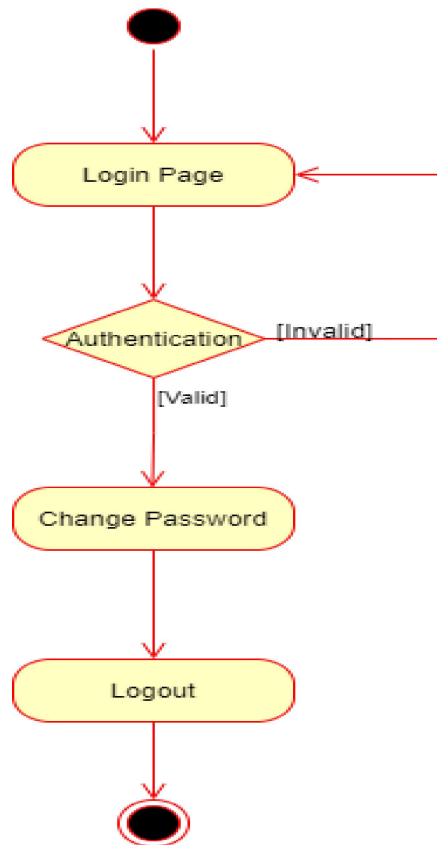 Login Page
Authentication
[Invalid]
[Valid]
Change Password
Logout